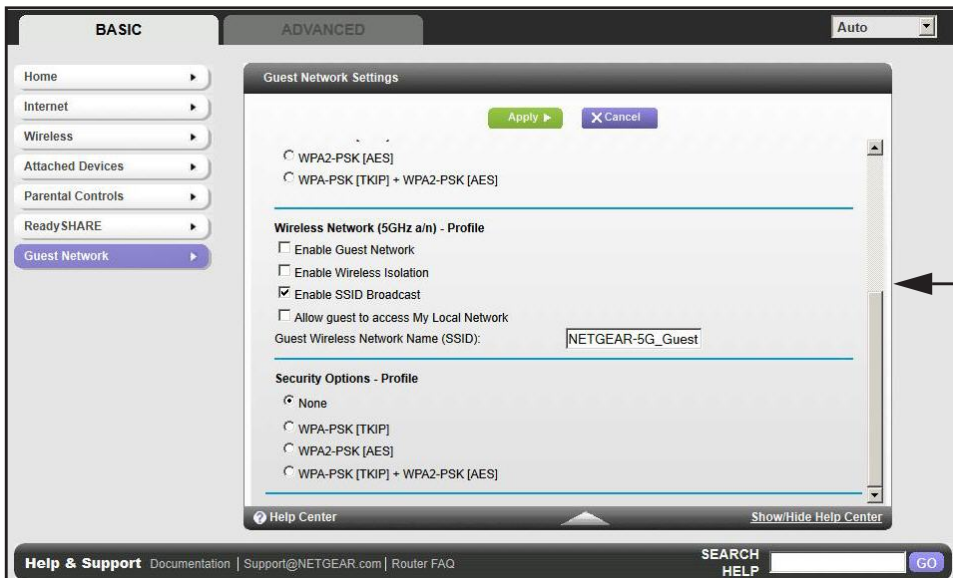 BASIC
ADVANCED
Auto
Home
Internet
Wireless
Attached Devices
Parental Controls
ReadySHARE
Guest Network
Guest Network Settings
Apply
X Cancel
WPA2-PSK [AES]
WPA-PSK [TKIP] + WPA2-PSK [AES]
Wireless Network (5GHz a/n) - Profile
Enable Guest Network
Enable Wireless Isolation
Enable SSID Broadcast
Allow guest to access My Local Network
Guest Wireless Network Name (SSID): NETGEAR-5G_Guest
Security Options - Profile
None
WPA-PSK [TKIP]
WPA2-PSK [AES]
WPA-PSK [TKIP] + WPA2-PSK [AES]
? Help Center
Show/Hide Help Center
Help & Support Documentation | Support@NETGEAR.com | Router FAQ
SEARCH HELP
GO